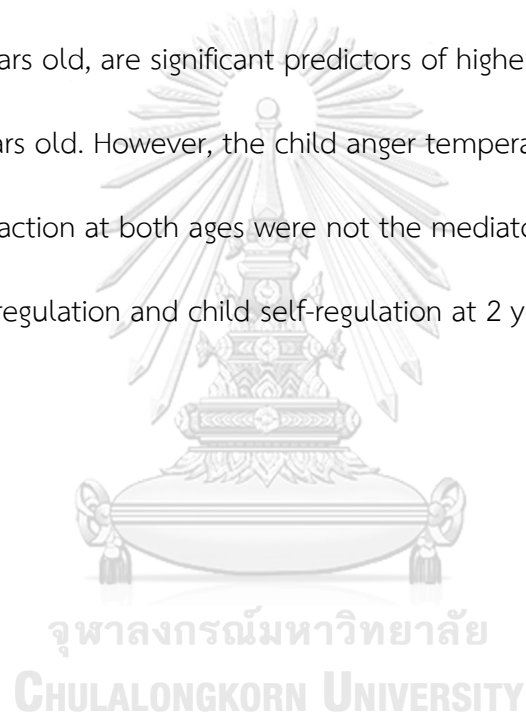 ars old, are significant predictors of highe
ars old. However, the child anger tempera
action at both ages were not the mediato
regulation and child self-regulation at 2 y
จุฬาลงกรณ์มหาวิทยาลัย
CHULALONGKORN UNIVERSITY